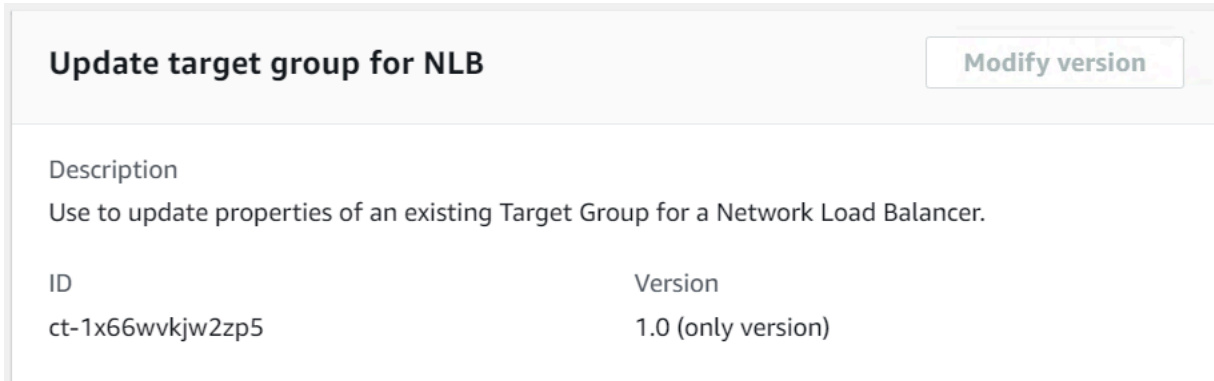 Update target group for NLB
Modify version
Description
Use to update properties of an existing Target Group for a Network Load Balancer.
ID
Version
ct-1x66wvkjw2zp5
1.0 (only version)